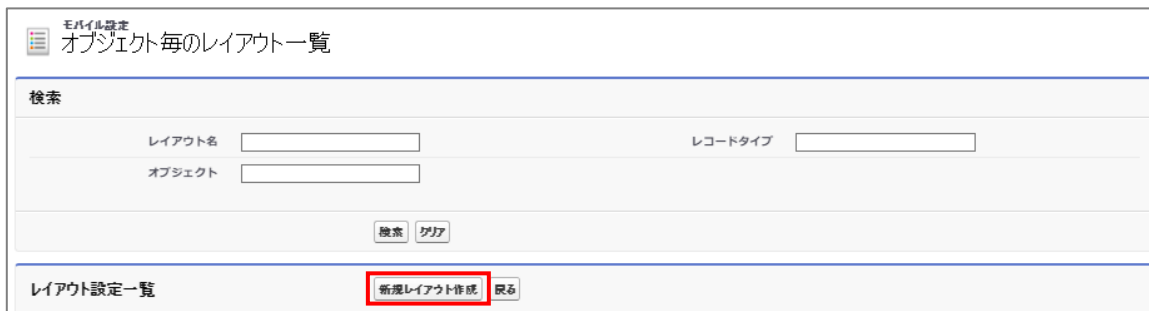 モバイル設定
オブジェクト毎のレイアウト一覧
検索
レイアウト名 レコードタイプ
オブジェクト
検索 クリア
レイアウト設定一覧 新規レイアウト作成 戻る